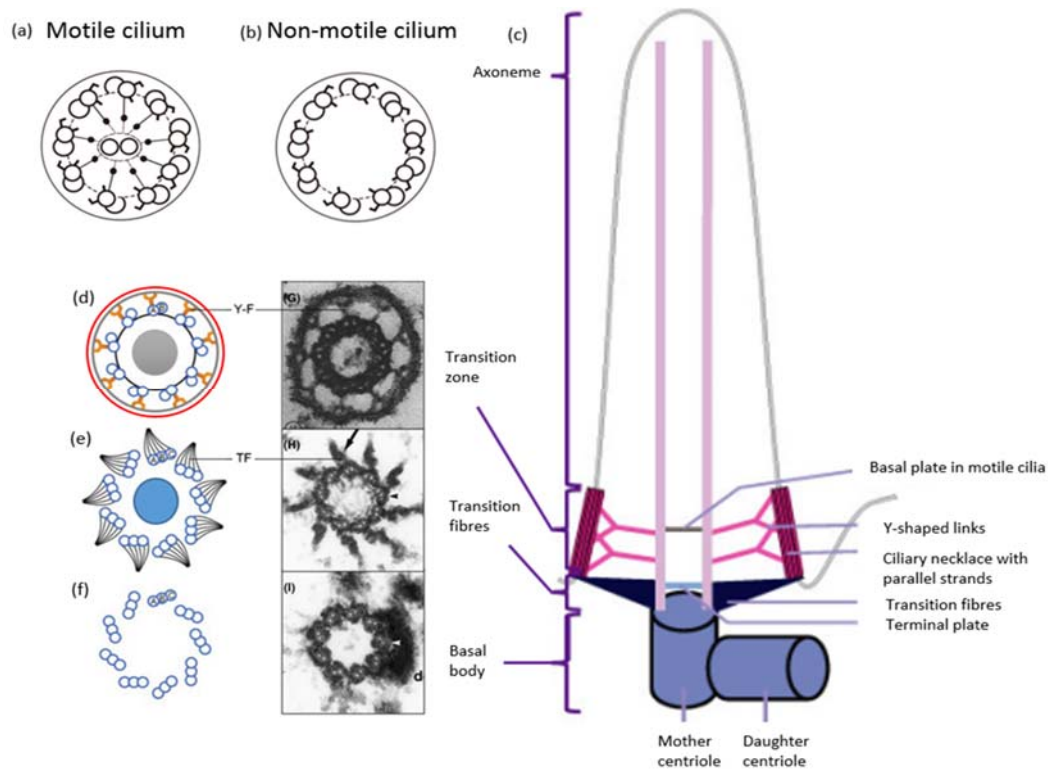 (a) Motile cilium
(b) Non-motile cilium
(c)
Axoneme
(d)
Y-F
(G)
(e)
TF
(H)
(f)
(I)
d
Transition
zone
Transition
fibres
Basal
body
Basal plate in motile cilia
Y-shaped links
Ciliary necklace with
parallel strands
Transition fibres
Terminal plate
Mother
centriole
Daughter
centriole